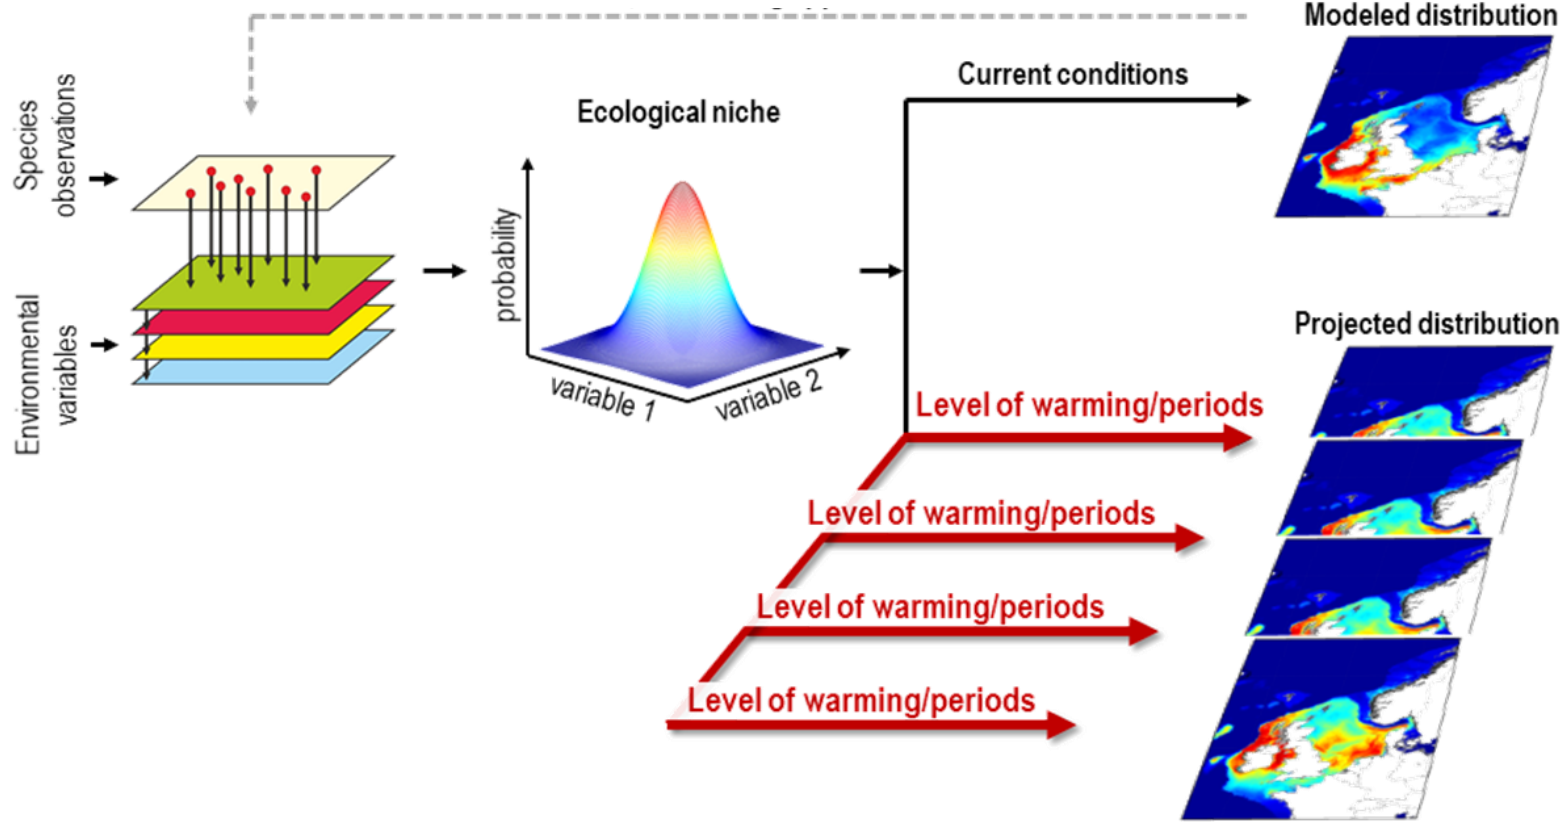 Modeled distribution
Current conditions
Species
observations
Ecological niche
probability
variable 1
variable 2
Environmental
variables
Projected distribution
Level of warming/periods
Level of warming/periods
Level of warming/periods
Level of warming/periods